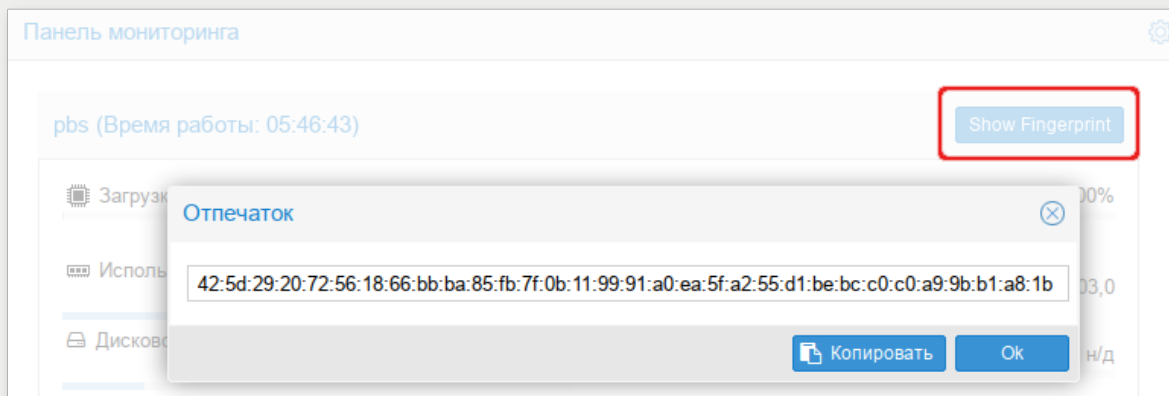 Панель мониторинга
pbs (Время работы: 05:46:43)
Show Fingerprint
Загрузк
00%
Отпечаток
Исполь
42:5d:29:20:72:56:18:66:bb:ba:85:fb:7f:0b:11:99:91:a0:ea:5f:a2:55:d1:be:bc:c0:c0:a9:9b:b1:a8:1b
03,0
Дисково
Копировать
Ok
н/д